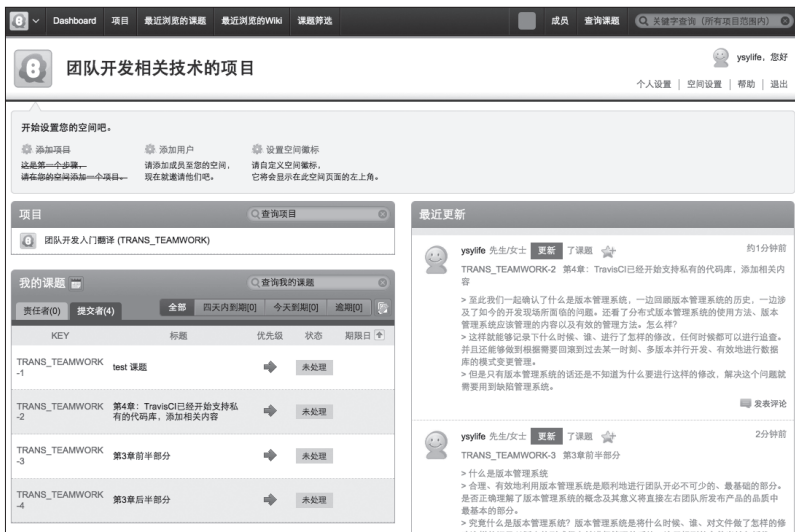 Dashboard 项目 最近浏览的课题 最近浏览的Wiki 课题筛选 成员 查询课题 关键字查询（所有项目范围内）
团队开发相关技术的项目
ysylife，您好
个人设置 | 空间设置 | 帮助 | 退出
开始设置您的空间吧。
添加项目
这是第一个步骤，
请在您的空间添加一个项目。
添加用户
请添加成员至您的空间，
现在就邀请他们吧。
设置空间徽标
请自定义空间徽标，
它将会显示在此空间页面的左上角。
项目 查询项目
团队开发入门翻译 (TRANS_TEAMWORK)
我的课题 查询我的课题
责任者(0) 提交者(4) 全部 四天内到期[0] 今天到期[0] 逾期[0]
KEY 标题 优先级 状态 期限日
TRANS_TEAMWORK
-1
test 课题 未处理
TRANS_TEAMWORK
-2
第4章：TravisCI已经开始支持私
有的代码库，添加相关内容
未处理
TRANS_TEAMWORK
-3
第3章前半部分 未处理
TRANS_TEAMWORK
-4
第3章后半部分 未处理
最近更新
ysylife 先生/女士 更新 了课题 约1分钟前
TRANS_TEAMWORK-2 第4章：TravisCI已经开始支持私有的代码库，添加相关内
容
> 至此我们一起确认了什么是版本管理系统，一边回顾版本管理系统的历史，一边涉
及了如今的开发现场所面临的问题。还看了分布式版本管理系统的使用方法、版本
管理系统应该管理的内容以及有效的管理方法。怎么样？
> 这样就能够记录下什么时候、谁、进行了怎样的修改，任何时候都可以进行追查。
并且还能够做到根据需要回滚到过去某一时刻、多版本并行开发、有效地进行数据
库的模式变更管理。
> 但是只有版本管理系统的话还是不知道为什么要进行这样的修改，解决这个问题就
需要用到缺陷管理系统。
发表评论
ysylife 先生/女士 更新 了课题 2分钟前
TRANS_TEAMWORK-3 第3章前半部分
> 什么是版本管理系统
> 合理、有效地利用版本管理系统是顺利地进行团队开必不可少的、最基础的部分。
是否正确理解了版本管理系统的概念及其意义将直接左右团队所发布产品的品质中
最基本的部分。
> 究竟什么是版本管理系统？版本管理系统是将什么时候、谁、对文件做了怎样的修